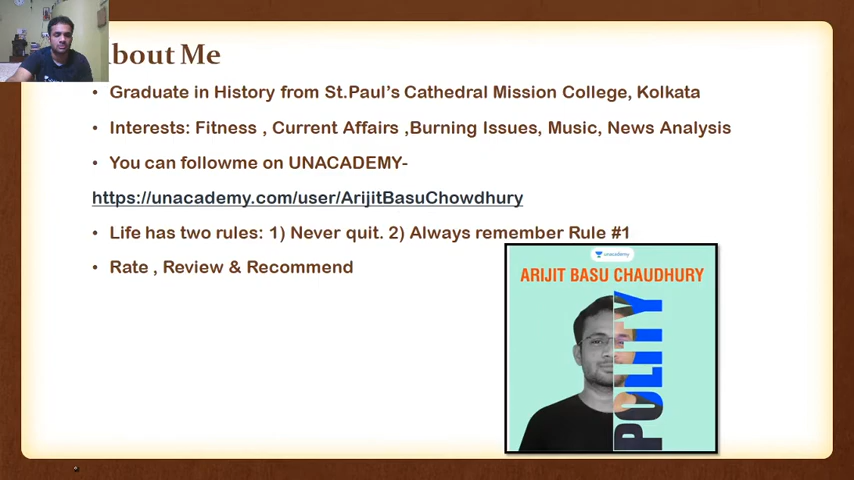 bout Me
• Graduate in History from St.Paul's Cathedral Mission College, Kolkata
• Interests: Fitness , Current Affairs ,Burning Issues, Music, News Analysis
• You can followme on UNACADEMY-
https://unacademy.com/user/ArijitBasuChowdhury
• Life has two rules: 1) Never quit. 2) Always remember Rule #1
• Rate , Review & Recommend
unacademy
ARIJIT BASU CHAUDHURY
POLITY